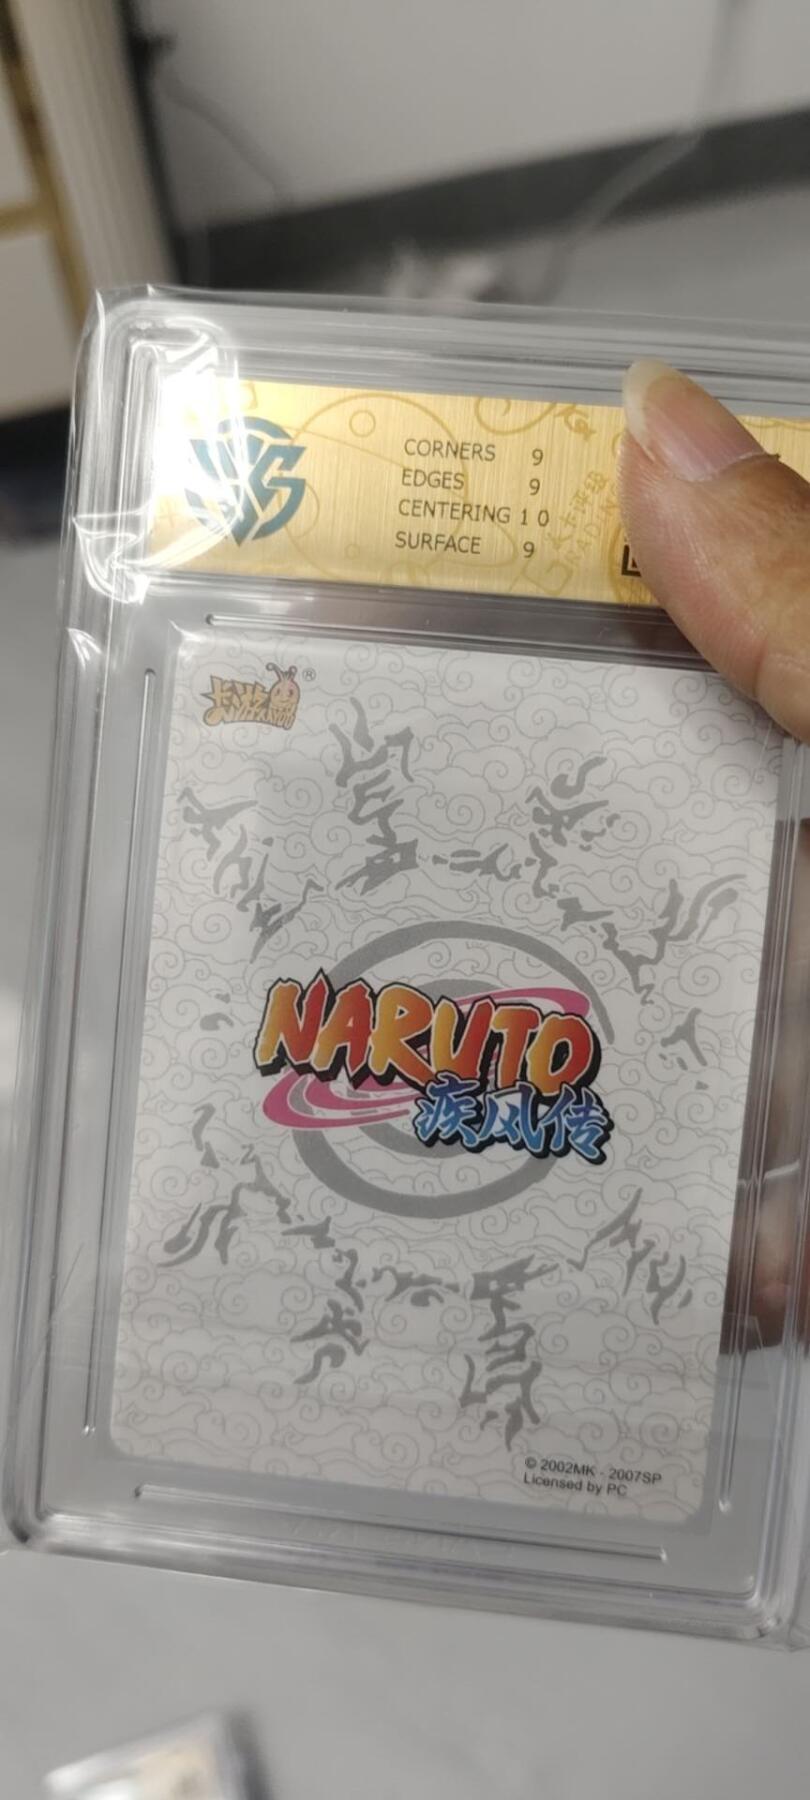 CORNERS 9
EDGES 9
CENTERING 10
SURFACE 9
卡游 ®
NARUTO
疾风传
© 2002MK - 2007SP
Licensed by PC